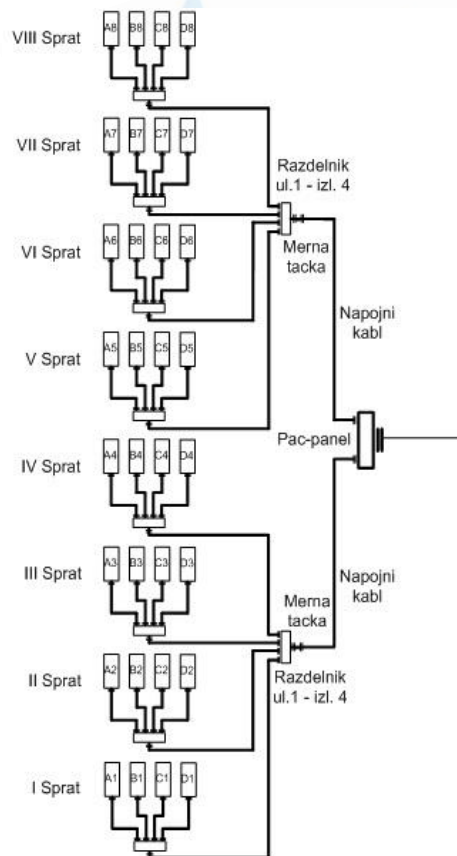 VIII Sprat
A8 B8 C8 D8
VII Sprat
A7 B7 C7 D7
Razdelnik
ul.1 - izl. 4
VI Sprat
A6 B6 C6 D6
Merna
tacka
Napojni
kabl
V Sprat
A5 B5 C5 D5
Pac-panel
IV Sprat
A4 B4 C4 D4
III Sprat
A3 B3 C3 D3
Napojni
kabl
Merna
tacka
II Sprat
A2 B2 C2 D2
Razdelnik
ul.1 - izl. 4
I Sprat
A1 B1 C1 D1